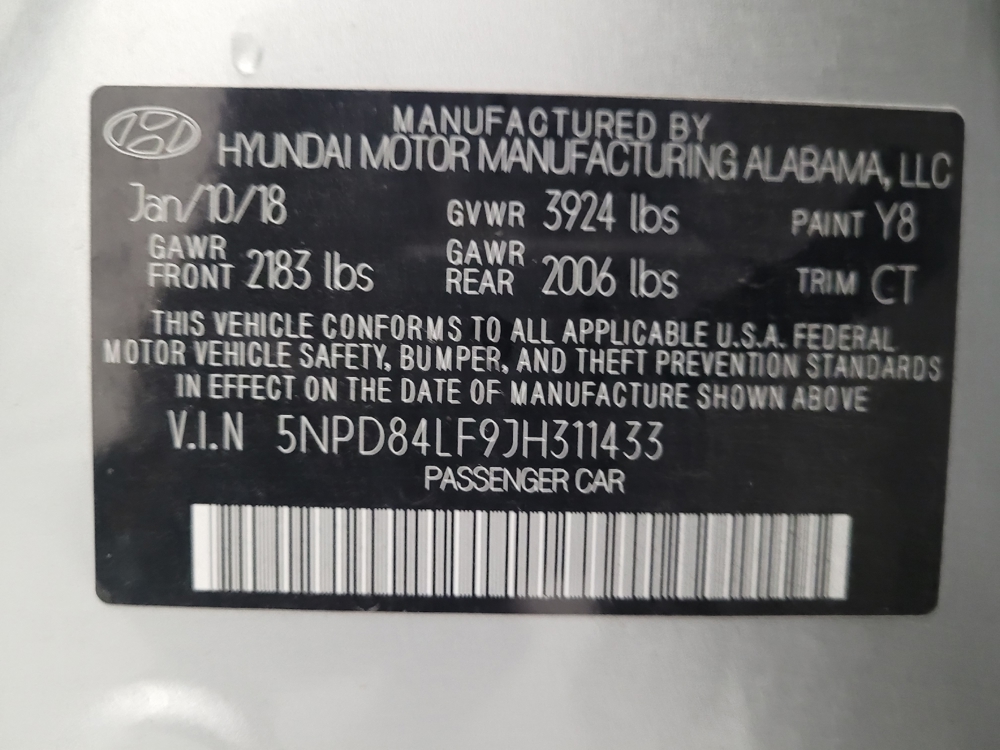 MANUFACTURED BY
HYUNDAI MOTOR MANUFACTURING ALABAMA, LLC
Jan/10/18 GVWR 3924 lbs PAINT Y8
GAWR FRONT 2183 lbs GAWR REAR 2006 lbs TRIM CT
THIS VEHICLE CONFORMS TO ALL APPLICABLE U.S.A. FEDERAL
MOTOR VEHICLE SAFETY, BUMPER, AND THEFT PREVENTION STANDARDS
IN EFFECT ON THE DATE OF MANUFACTURE SHOWN ABOVE
V.I.N 5NPD84LF9JH311433
PASSENGER CAR